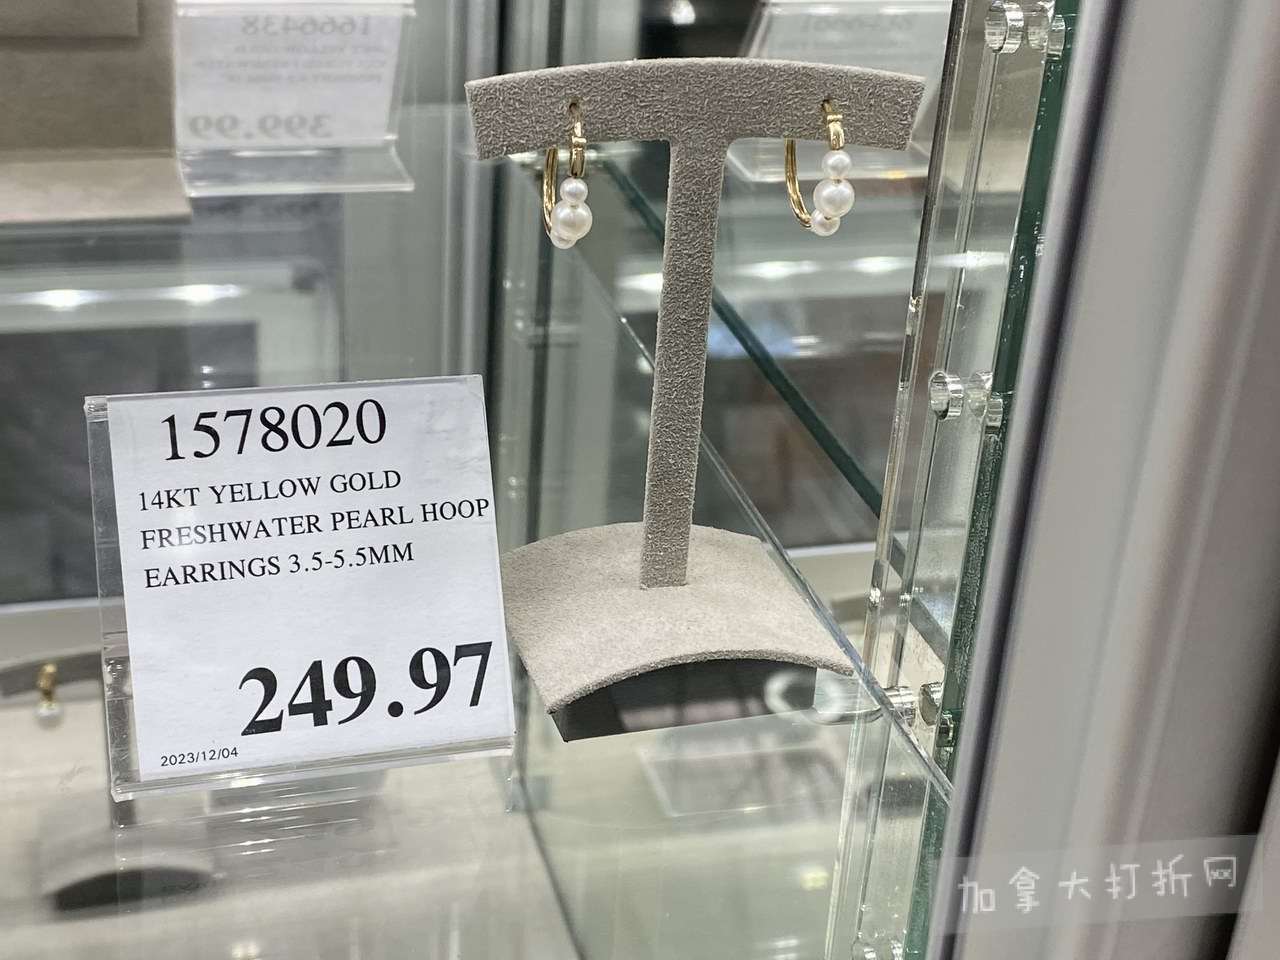 1666438
399.99
1578020
14KT YELLOW GOLD
FRESHWATER PEARL HOOP
EARRINGS 3.5-5.5MM
249.97
2023/12/04
加拿大打折网